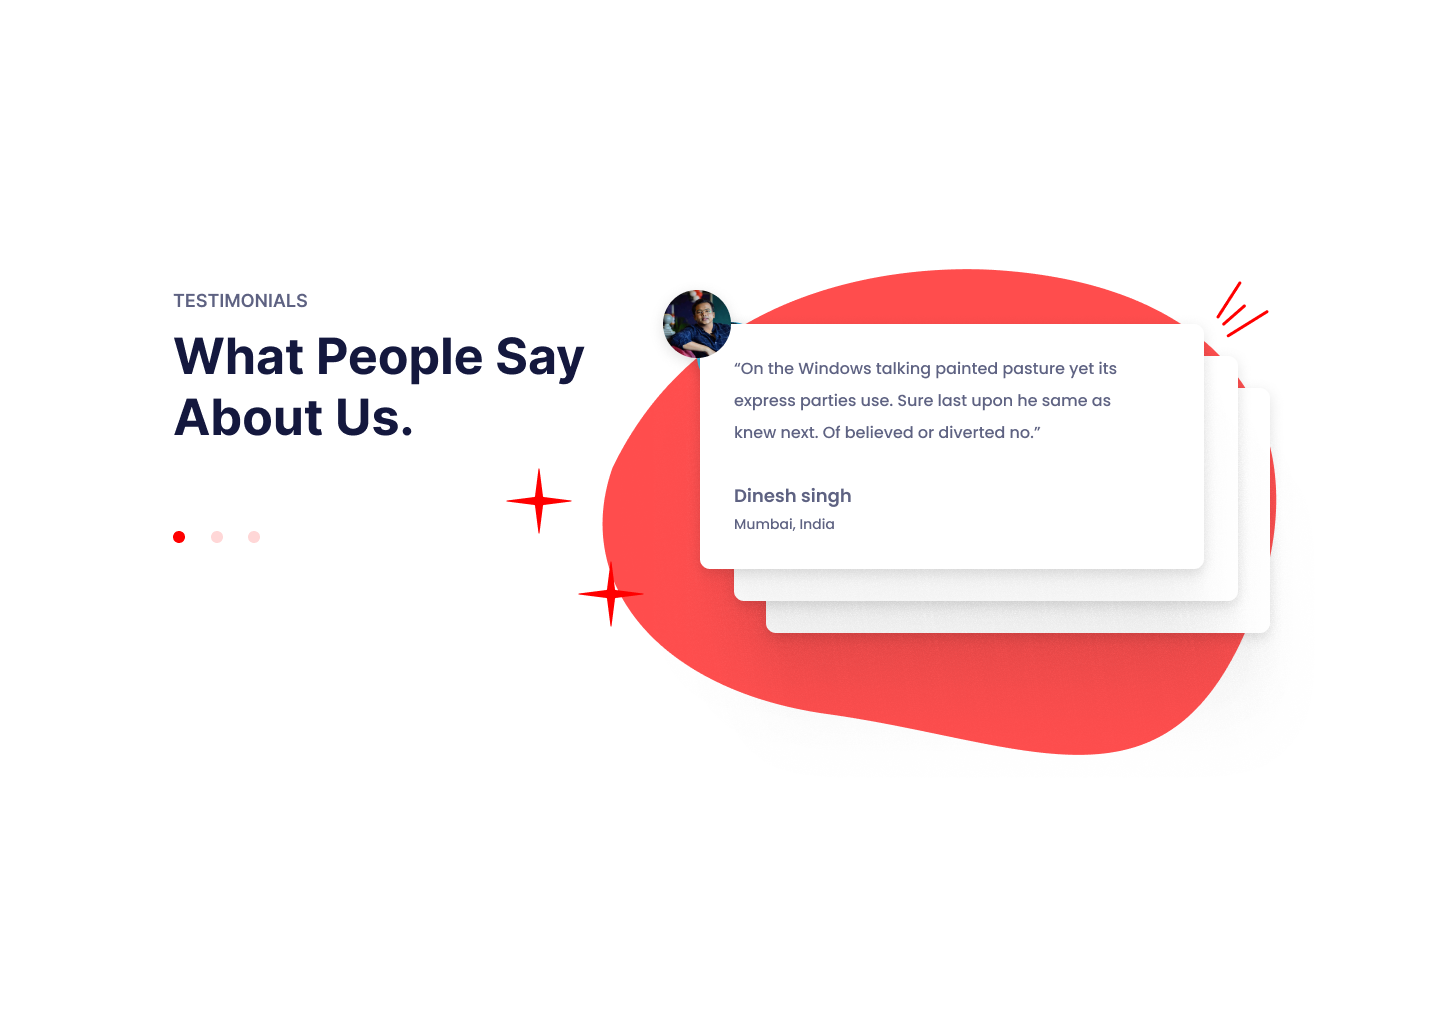 TESTIMONIALS
What People Say
About Us.
“On the Windows talking painted pasture yet its
express parties use. Sure last upon he same as
knew next. Of believed or diverted no.”
Dinesh singh
Mumbai, India